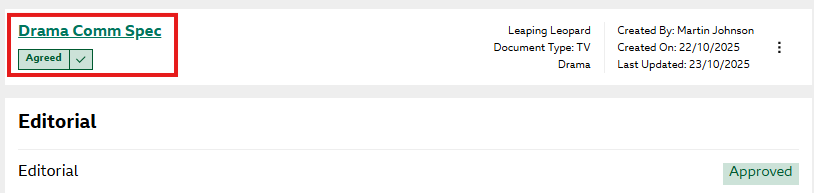 Drama Comm Spec
Agreed
Leaping Leopard
Document Type: TV
Drama
Created By: Martin Johnson
Created On: 22/10/2025
Last Updated: 23/10/2025
Editorial
Editorial
Approved